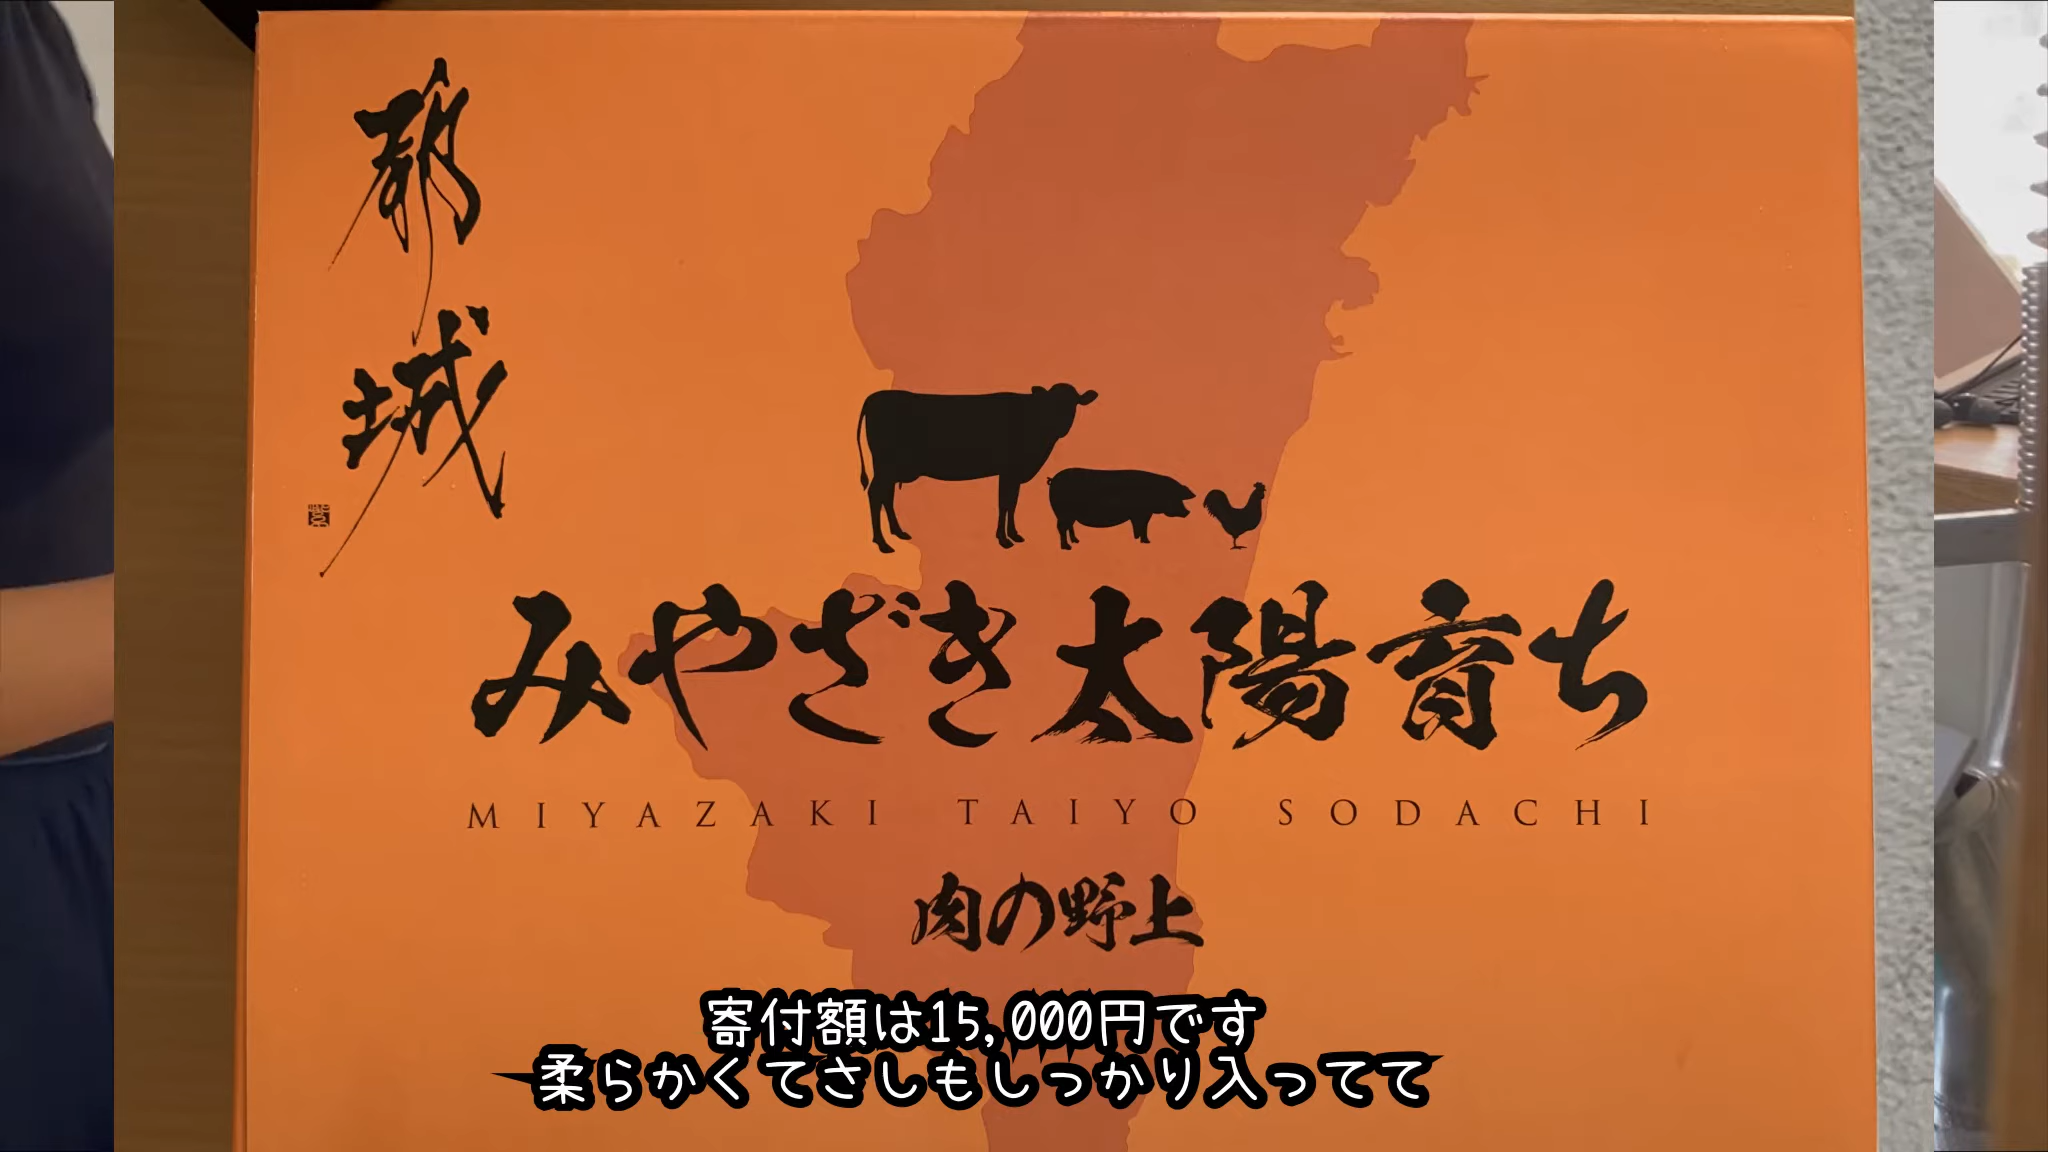 都城
みやざき太陽育ち
MIYAZAKI TAIYO SODACHI
肉の野上
寄付額は15,000円です
柔らかくてさしもしっかり入ってて